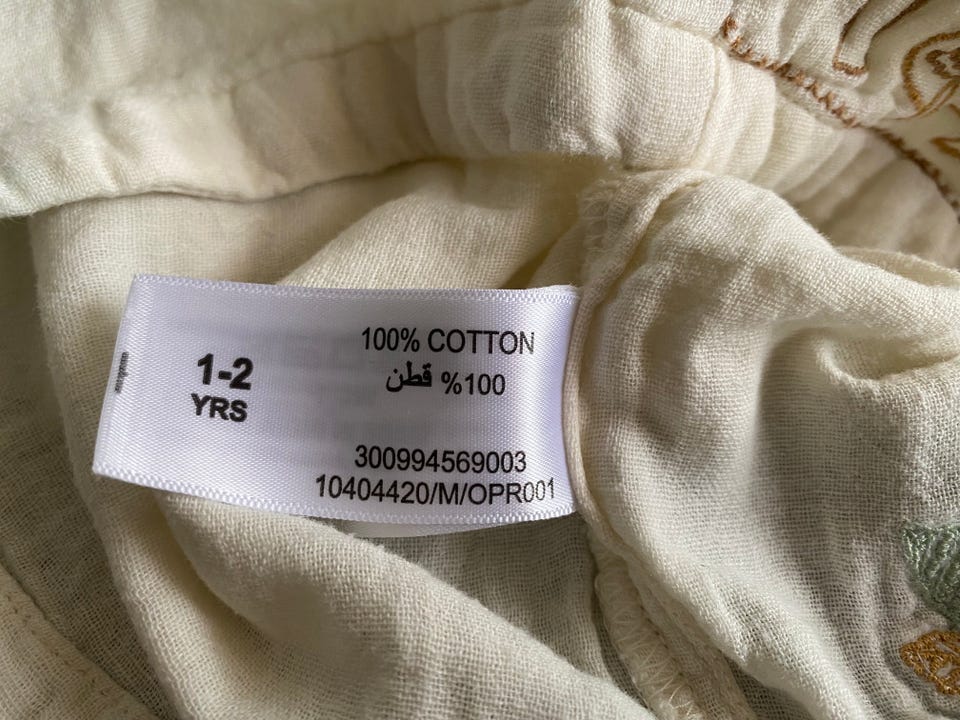 1-2
YRS
100% COTTON
%100 قطن
300994569003
10404420/M/OPR001